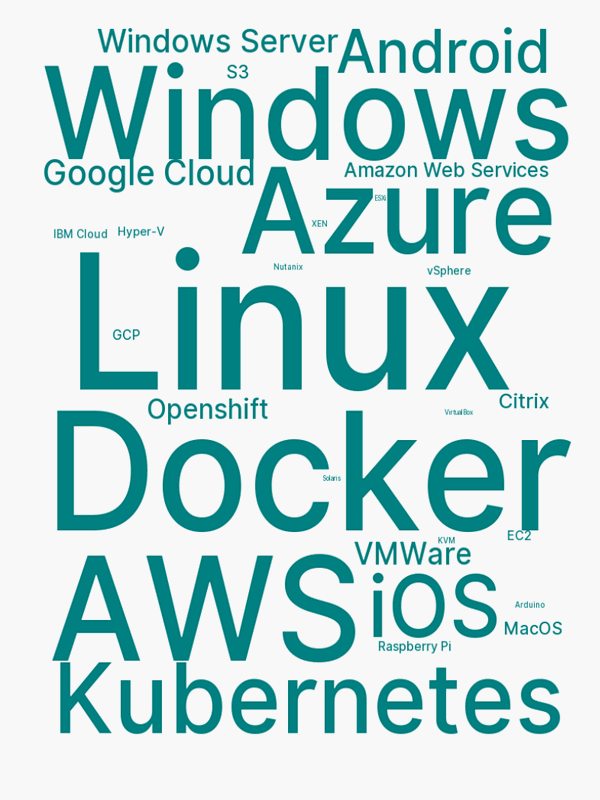 Windows Server
Android
S3
Windows
Google Cloud
Amazon Web Services
ESXi
Azure
XEN
IBM Cloud
Hyper-V
Nutanix
vSphere
Linux
GCP
Citrix
Openshift
VirtualBox
Docker
Solaris
EC2
KVM
VMWare
AWS
iOS
Arduino
MacOS
Raspberry Pi
Kubernetes